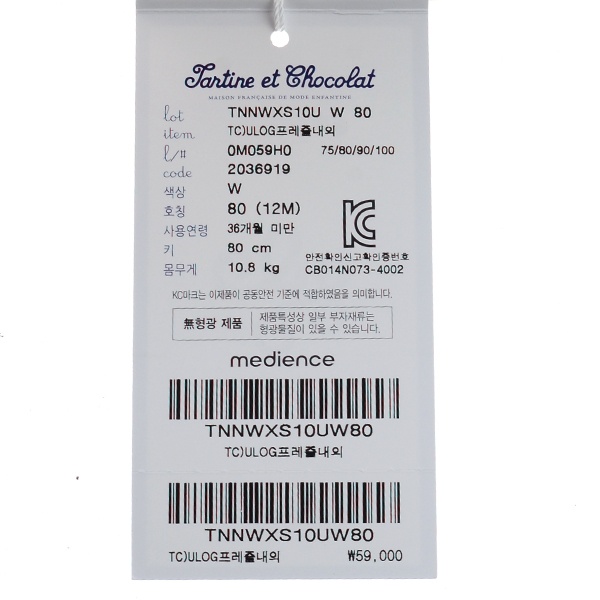 Tartine et Chocolat
MAISON FRANÇAISE DE MODE ENFANTINE
lot TNNWXS10U W 80
item TC)ULOG프레쥴내의
l/# 0M059H0 75/80/90/100
code 2036919
색상 W
호칭 80 (12M)
사용연령 36개월 미만
키 80 cm
몸무게 10.8 kg
KC
안전확인신고확인증번호
CB014N073-4002
KC마크는 이제품이 공동안전 기준에 적합하였음을 의미합니다.
無형광 제품
제품특성상 일부 부자재류는
형광물질이 있을 수 있습니다.
medience
TNNWXS10UW80
TC)ULOG프레쥴내의
TNNWXS10UW80
TC)ULOG프레쥴내의 ₩59,000